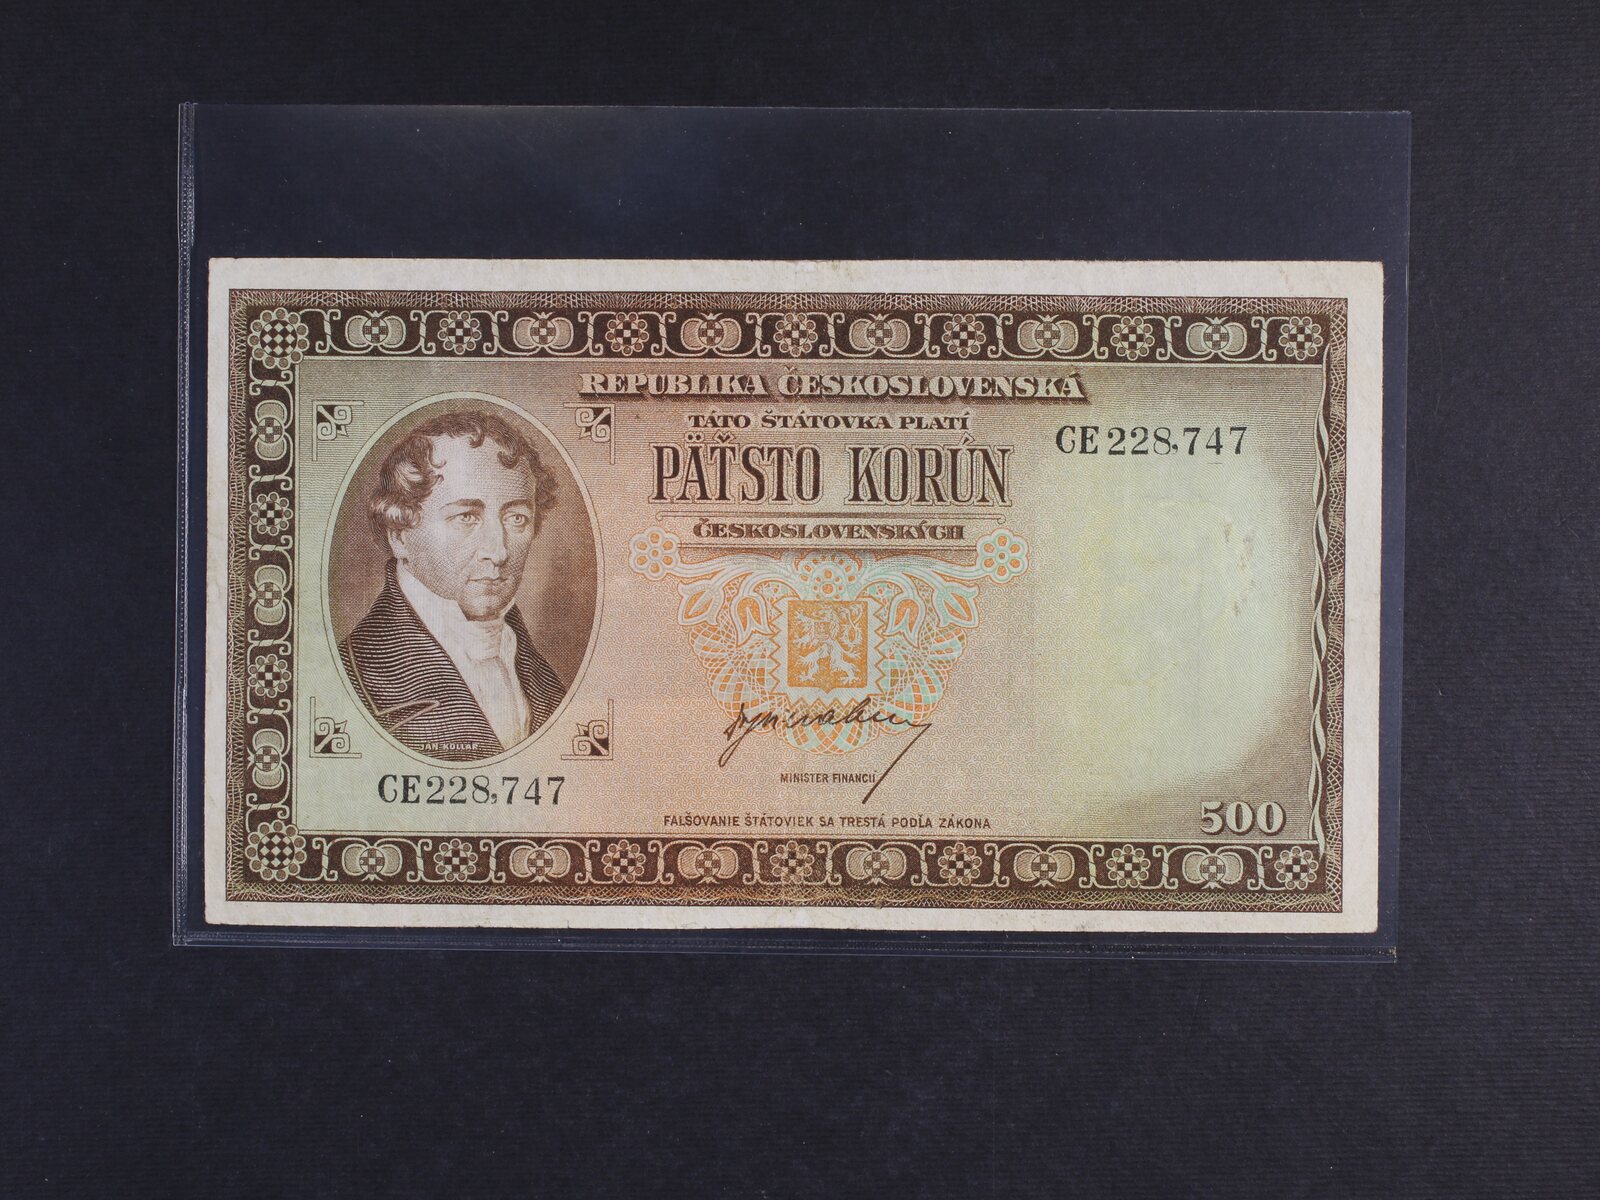 REPUBLIKA ČESKOSLOVENSKÁ
TÁTO ŠTÁTOVKA PLATÍ
PÄŤSTO KORÚN
ČESKOSLOVENSKÝCH
CE 228,747
JÁN KOLLÁR
CE 228,747
MINISTER FINANCIÍ
FALŠOVANIE ŠTÁTOVIEK SA TRESTÁ PODĽA ZÁKONA
500